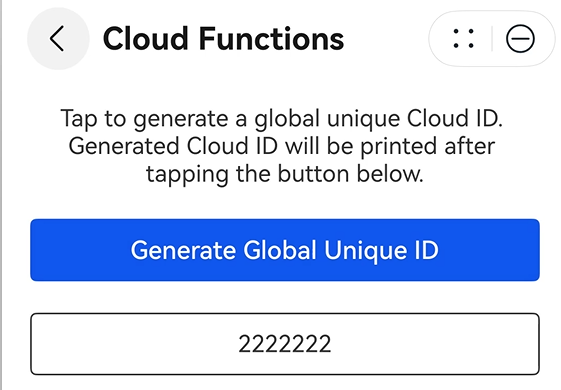 Cloud Functions
Tap to generate a global unique Cloud ID.
Generated Cloud ID will be printed after
tapping the button below.
Generate Global Unique ID
2222222